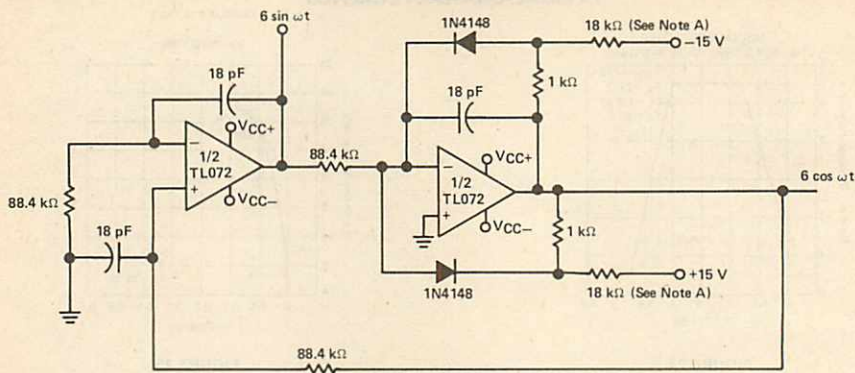 6 sin ωt
1N4148
18 kΩ (See Note A)
−15 V
18 pF
1 kΩ
18 pF
VCC+
−
1/2
TL072
+
VCC−
88.4 kΩ
88.4 kΩ
18 pF
VCC+
−
1/2
TL072
+
VCC−
6 cos ωt
1 kΩ
1N4148
+15 V
18 kΩ (See Note A)
88.4 kΩ